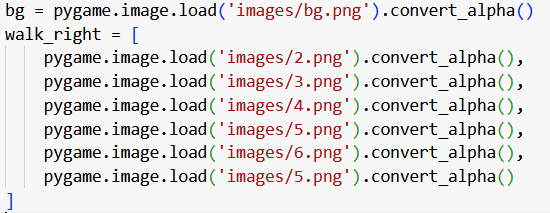 bg = pygame.image.load('images/bg.png').convert_alpha()
walk_right = [
    pygame.image.load('images/2.png').convert_alpha(),
    pygame.image.load('images/3.png').convert_alpha(),
    pygame.image.load('images/4.png').convert_alpha(),
    pygame.image.load('images/5.png').convert_alpha(),
    pygame.image.load('images/6.png').convert_alpha(),
    pygame.image.load('images/5.png').convert_alpha()
]